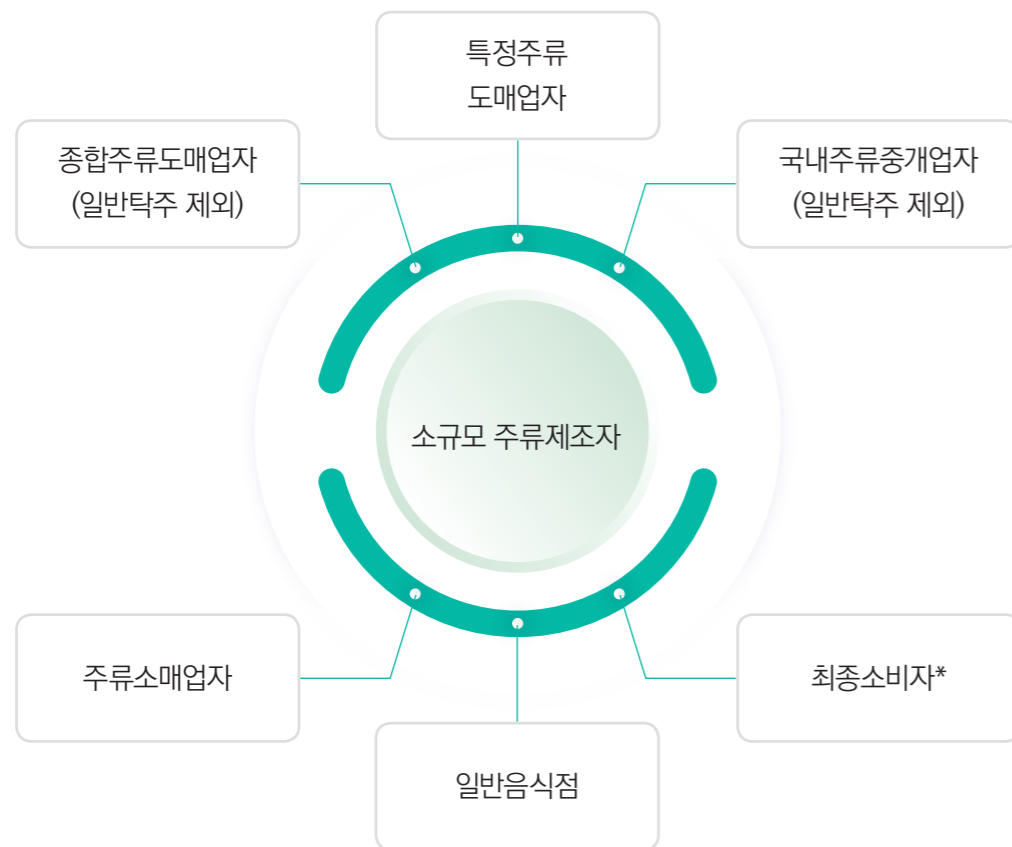 특정주류
도매업자
종합주류도매업자
(일반탁주 제외)
국내주류중개업자
(일반탁주 제외)
소규모 주류제조자
주류소매업자
최종소비자*
일반음식점